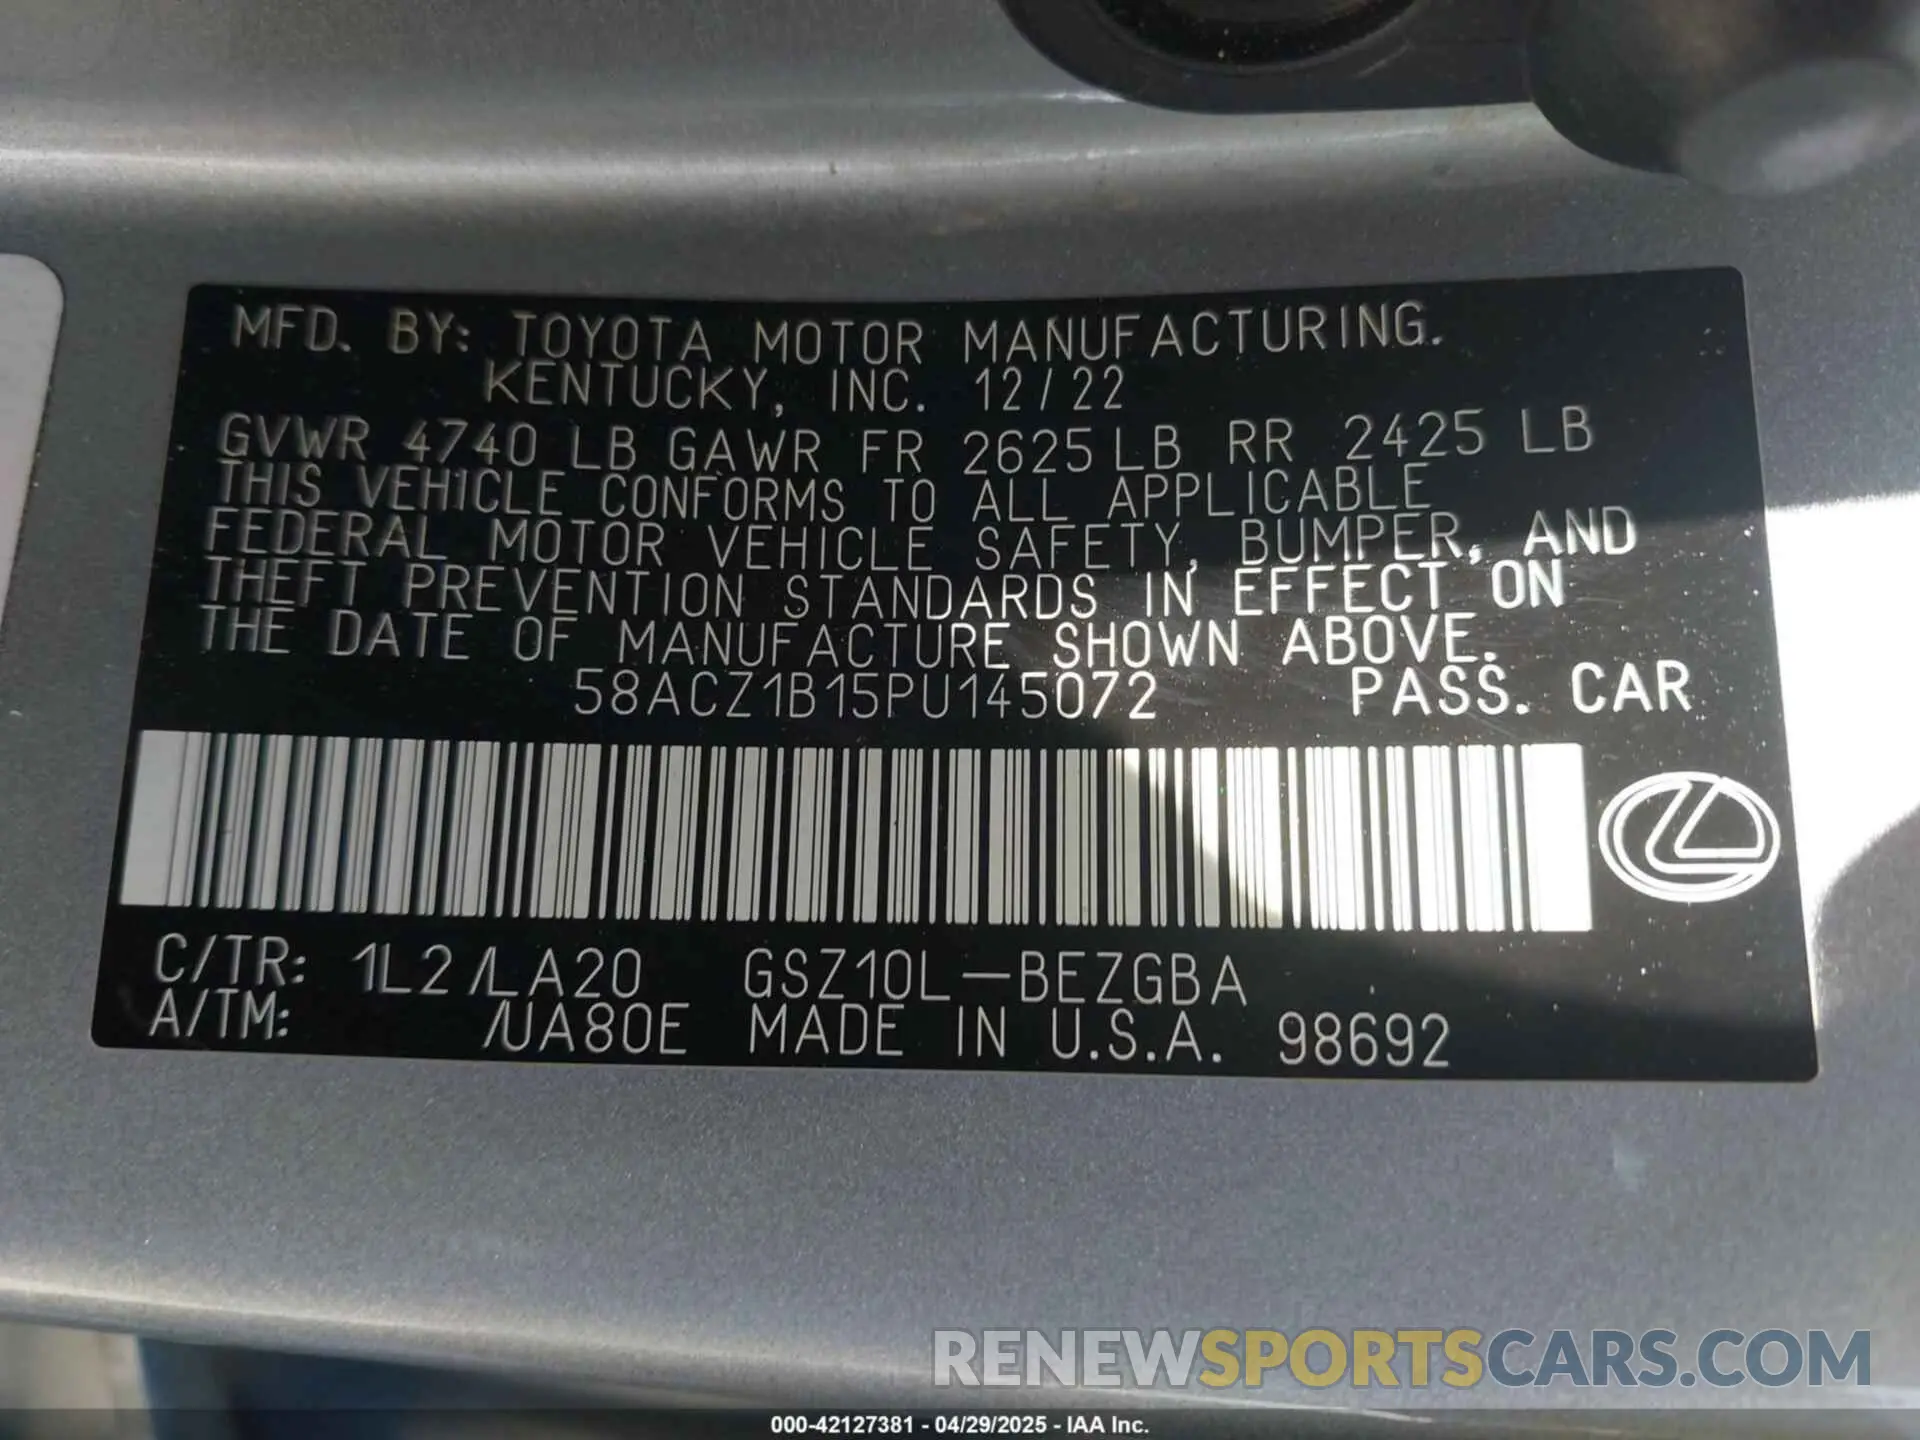 MFD. BY: TOYOTA MOTOR MANUFACTURING.
KENTUCKY, INC. 12/22
GVWR 4740 LB GAWR FR 2625 LB RR 2425 LB
THIS VEHICLE CONFORMS TO ALL APPLICABLE
FEDERAL MOTOR VEHICLE SAFETY, BUMPER, AND
THEFT PREVENTION STANDARDS IN EFFECT ON
THE DATE OF MANUFACTURE SHOWN ABOVE.
58ACZ1B15PU145072 PASS. CAR
C/TR: 1L2/LA20 GSZ10L-BEZGBA
A/TM: /UA80E MADE IN U.S.A. 98692
RENEWSPORTSCARS.COM
000-42127381 - 04/29/2025 - IAA Inc.